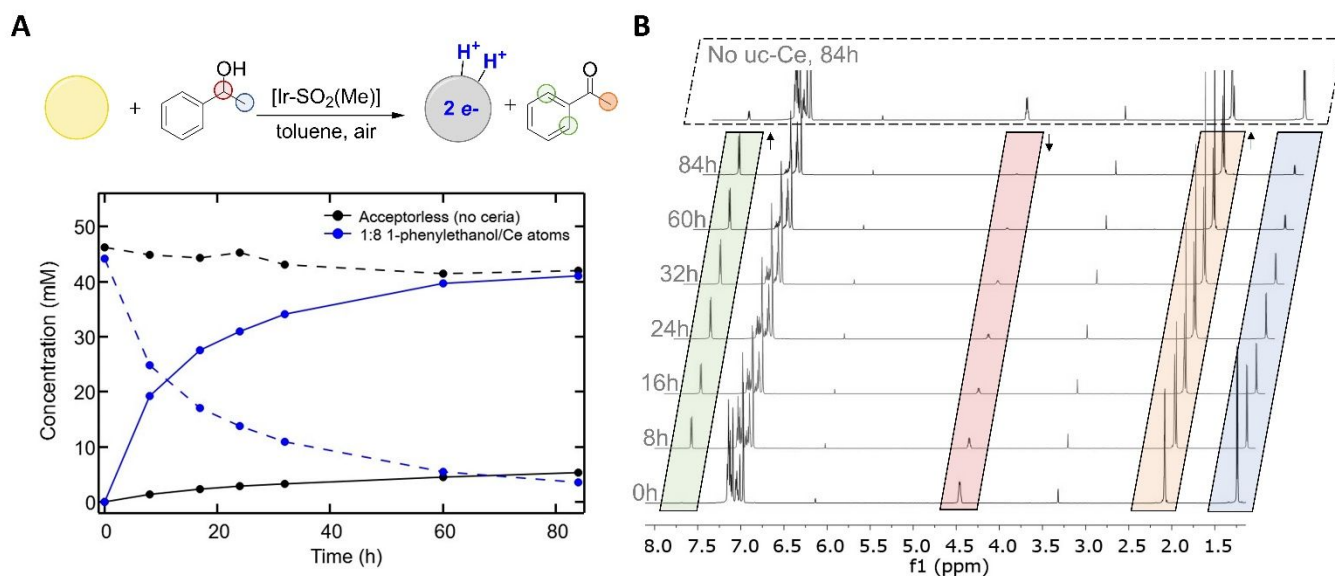 A
OH
+
[Ir-SO2(Me)]
toluene, air
H+
H+
2 e-
+
O
Concentration (mM)
50
40
30
20
10
0
Acceptorless (no ceria)
1:8 1-phenylethanol/Ce atoms
0
20
40
60
80
Time (h)
B
No uc-Ce, 84h
84h
60h
32h
24h
16h
8h
0h
8.0 7.5 7.0 6.5 6.0 5.5 5.0 4.5 4.0 3.5 3.0 2.5 2.0 1.5
f1 (ppm)